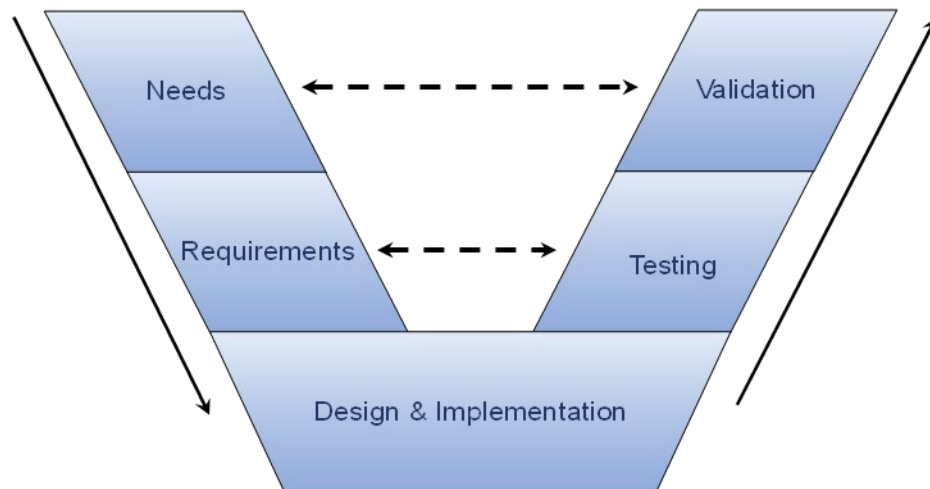 Needs
Validation
Requirements
Testing
Design & Implementation